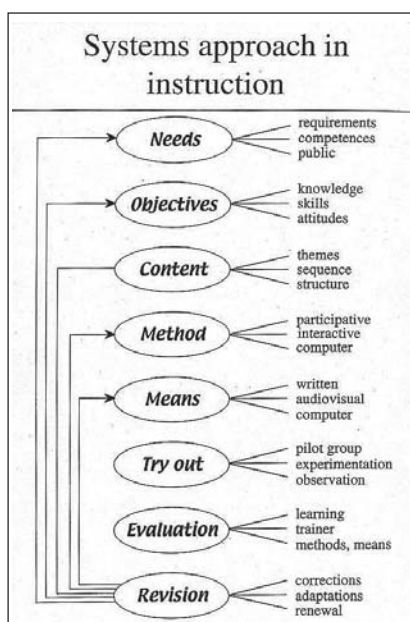 Systems approach in
instruction
Needs
requirements
competences
public
Objectives
knowledge
skills
attitudes
Content
themes
sequence
structure
Method
participative
interactive
computer
Means
written
audiovisual
computer
Try out
pilot group
experimentation
observation
Evaluation
learning
trainer
methods, means
Revision
corrections
adaptations
renewal